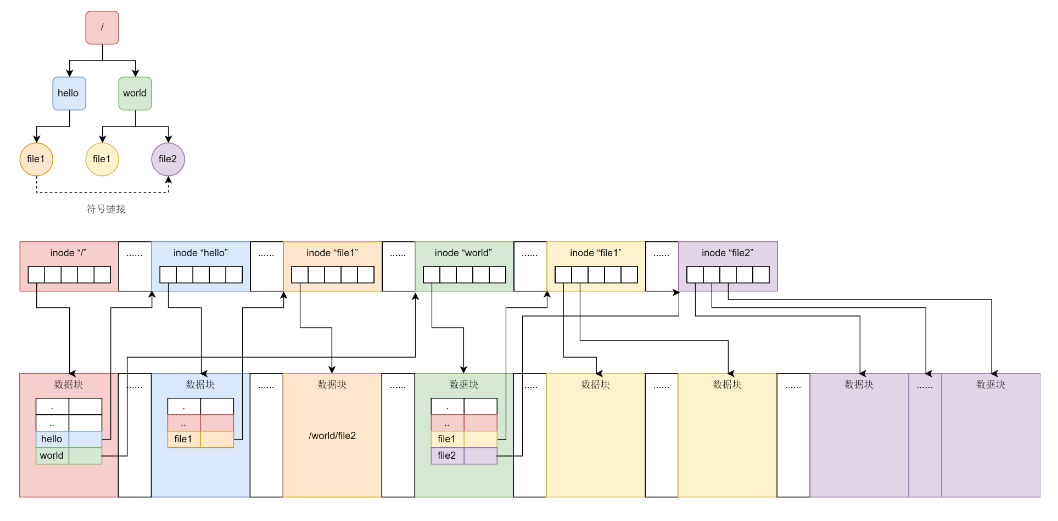 /
hello
world
file1
file1
file2
符号链接
inode “/”
......
inode “hello”
......
inode “file1”
......
inode “world”
......
inode “file1”
......
inode “file2”
数据块
......
数据块
......
数据块
......
数据块
......
数据块
......
数据块
......
数据块
......
数据块
.
..
hello
world
.
..
file1
/world/file2
.
..
file1
file2